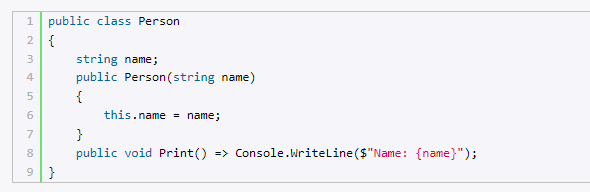 1 public class Person
2 {
3     string name;
4     public Person(string name)
5     {
6         this.name = name;
7     }
8     public void Print() => Console.WriteLine($"Name: {name}");
9 }